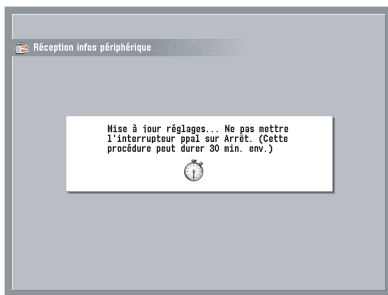 Réception infos périphérique
Mise à jour réglages... Ne pas mettre
l'interrupteur ppal sur Arrêt. (Cette
procédure peut durer 30 min. env.)